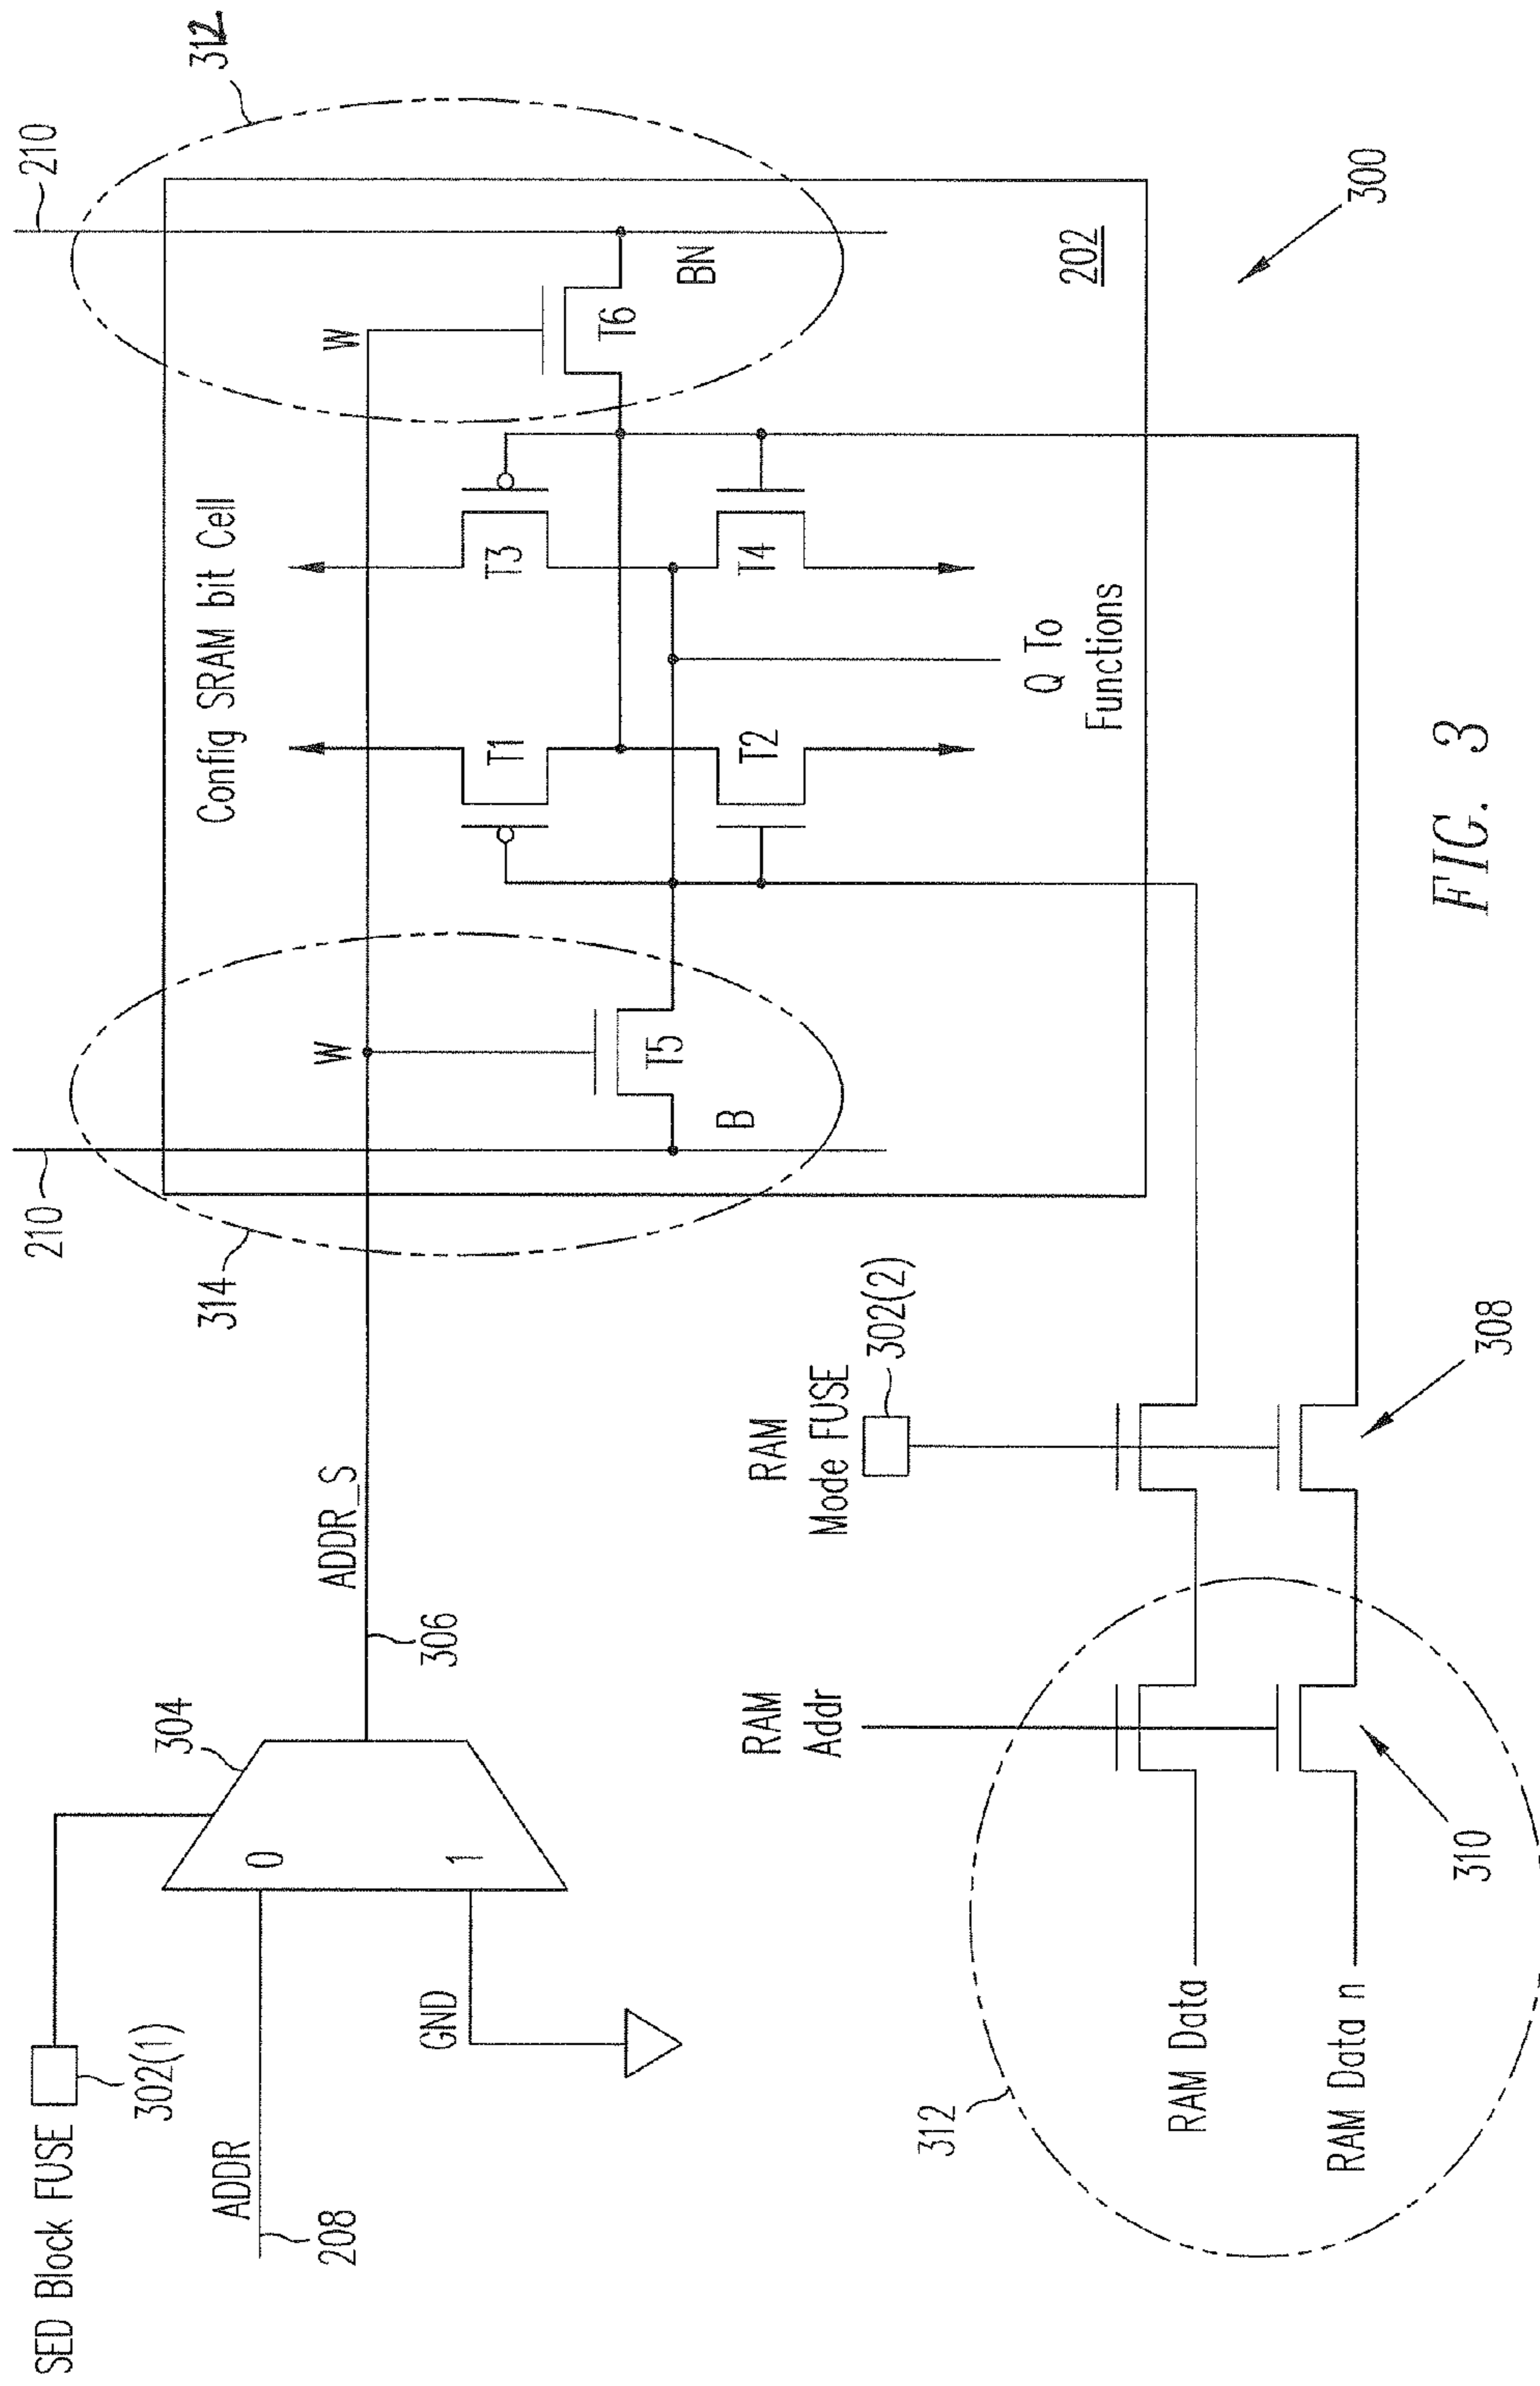 SED Block FUSE
302(1)
304
ADDR
208
0
1
GND
306
ADDR_S
210
314
W
Config SRAM bit Cell
W
210
312
T1
T3
T5
B
T6
BN
T2
T4
Q To
Functions
202
300
RAM
Addr
RAM
Mode FUSE
302(2)
312
RAM Data
RAM Data n
310
308
FIG. 3